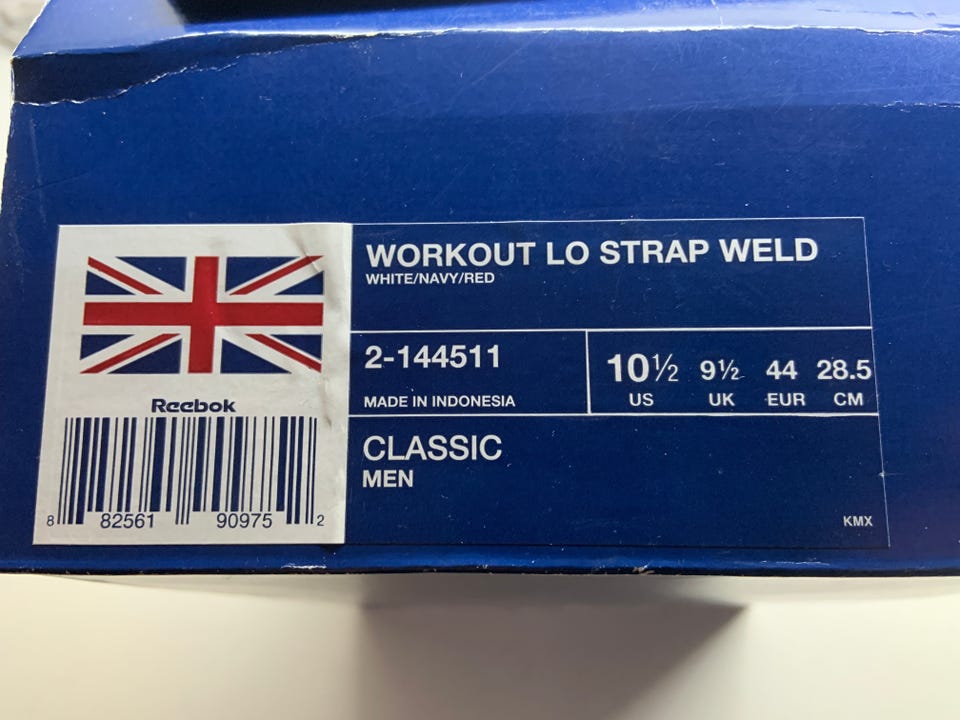 WORKOUT LO STRAP WELD
WHITE/NAVY/RED
2-144511
MADE IN INDONESIA
10½ 9½ 44 28.5
US UK EUR CM
Reebok
CLASSIC
MEN
8 82561 90975 2
KMX